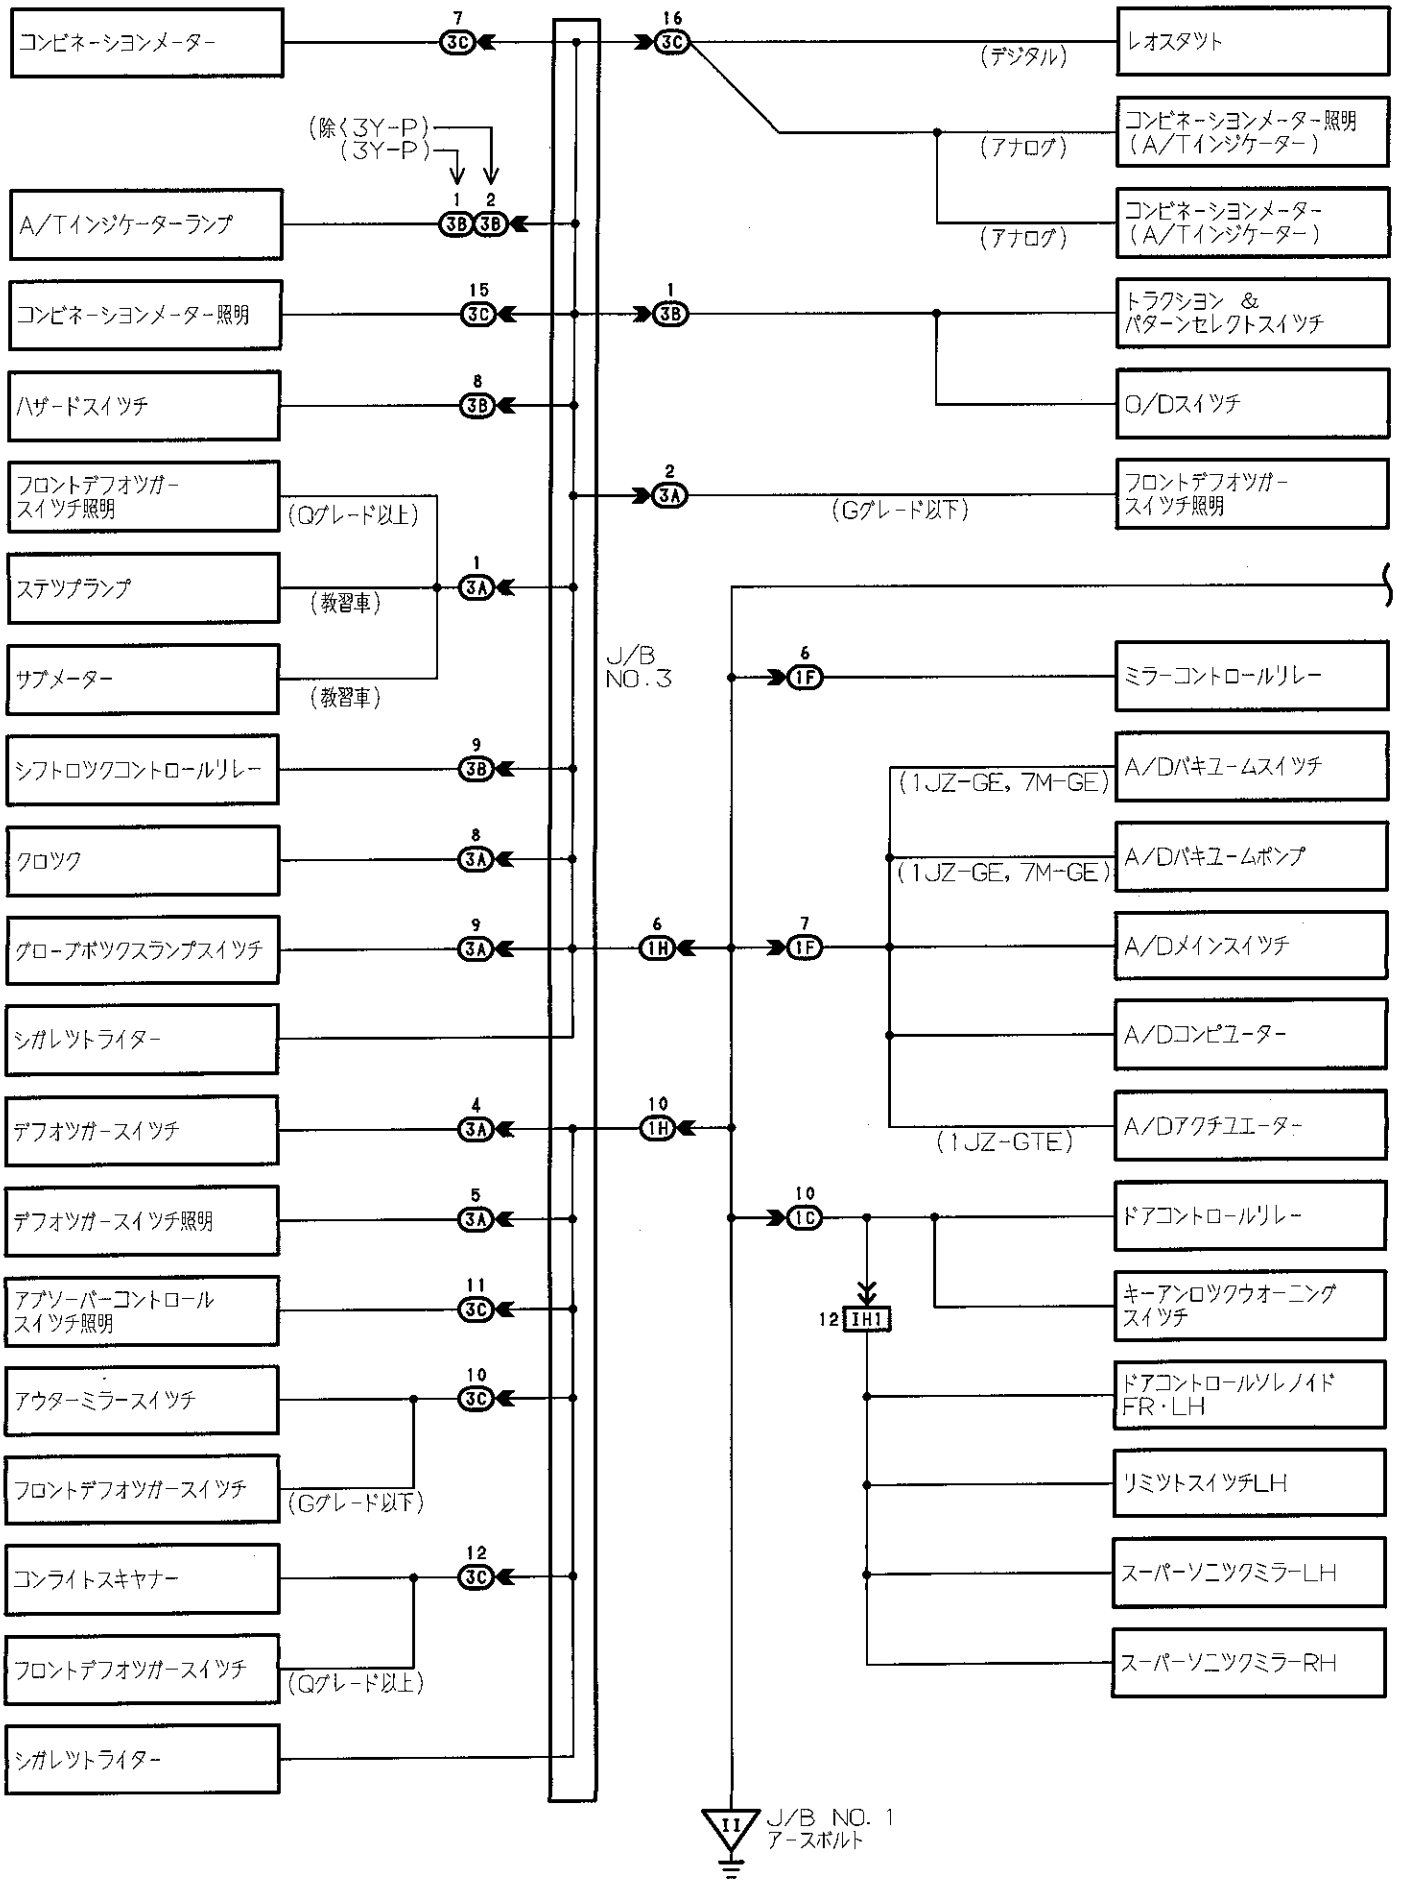 7
コンビネーションメーター
3C
16
3C
(デジタル)
レオスタツト
(除く3Y-P)
(3Y-P)
(アナログ)
コンビネーションメーター照明
(A/Tインジケーター)
A/Tインジケーターランプ
1 2
3B 3B
(アナログ)
コンビネーションメーター
(A/Tインジケーター)
コンビネーションメーター照明
15
3C
1
3B
トラクション &
パターンセレクトスイツチ
ハザードスイツチ
8
3B
O/Dスイツチ
フロントデフオツガー
スイツチ照明
(Qグレード以上)
2
3A
(Gグレード以下)
フロントデフオツガー
スイツチ照明
ステツプランプ
(教習車)
1
3A
サブメーター
(教習車)
J/B
NO.3
6
1F
ミラーコントロールリレー
シフトロツクコントロールリレー
9
3B
(1JZ-GE, 7M-GE)
A/Dバキユームスイツチ
クロツク
8
3A
(1JZ-GE, 7M-GE)
A/Dバキユームポンプ
グローブボツクスランプスイツチ
9
3A
6
1H
7
1F
A/Dメインスイツチ
シガレツトライター
A/Dコンピユーター
デフオツガースイツチ
4
3A
10
1H
(1JZ-GTE)
A/Dアクチユエーター
デフオツガースイツチ照明
5
3A
10
1C
ドアコントロールリレー
アブソーバーコントロール
スイツチ照明
11
3C
12 IH1
キーアンロツクウオーニング
スイツチ
アウターミラースイツチ
10
3C
ドアコントロールソレノイド
FR・LH
フロントデフオツガースイツチ
(Gグレード以下)
リミツトスイツチLH
コンライトスキヤナー
12
3C
スーパーソニツクミラーLH
フロントデフオツガースイツチ
(Qグレード以上)
スーパーソニツクミラーRH
シガレツトライター
II
J/B NO. 1
アースボルト